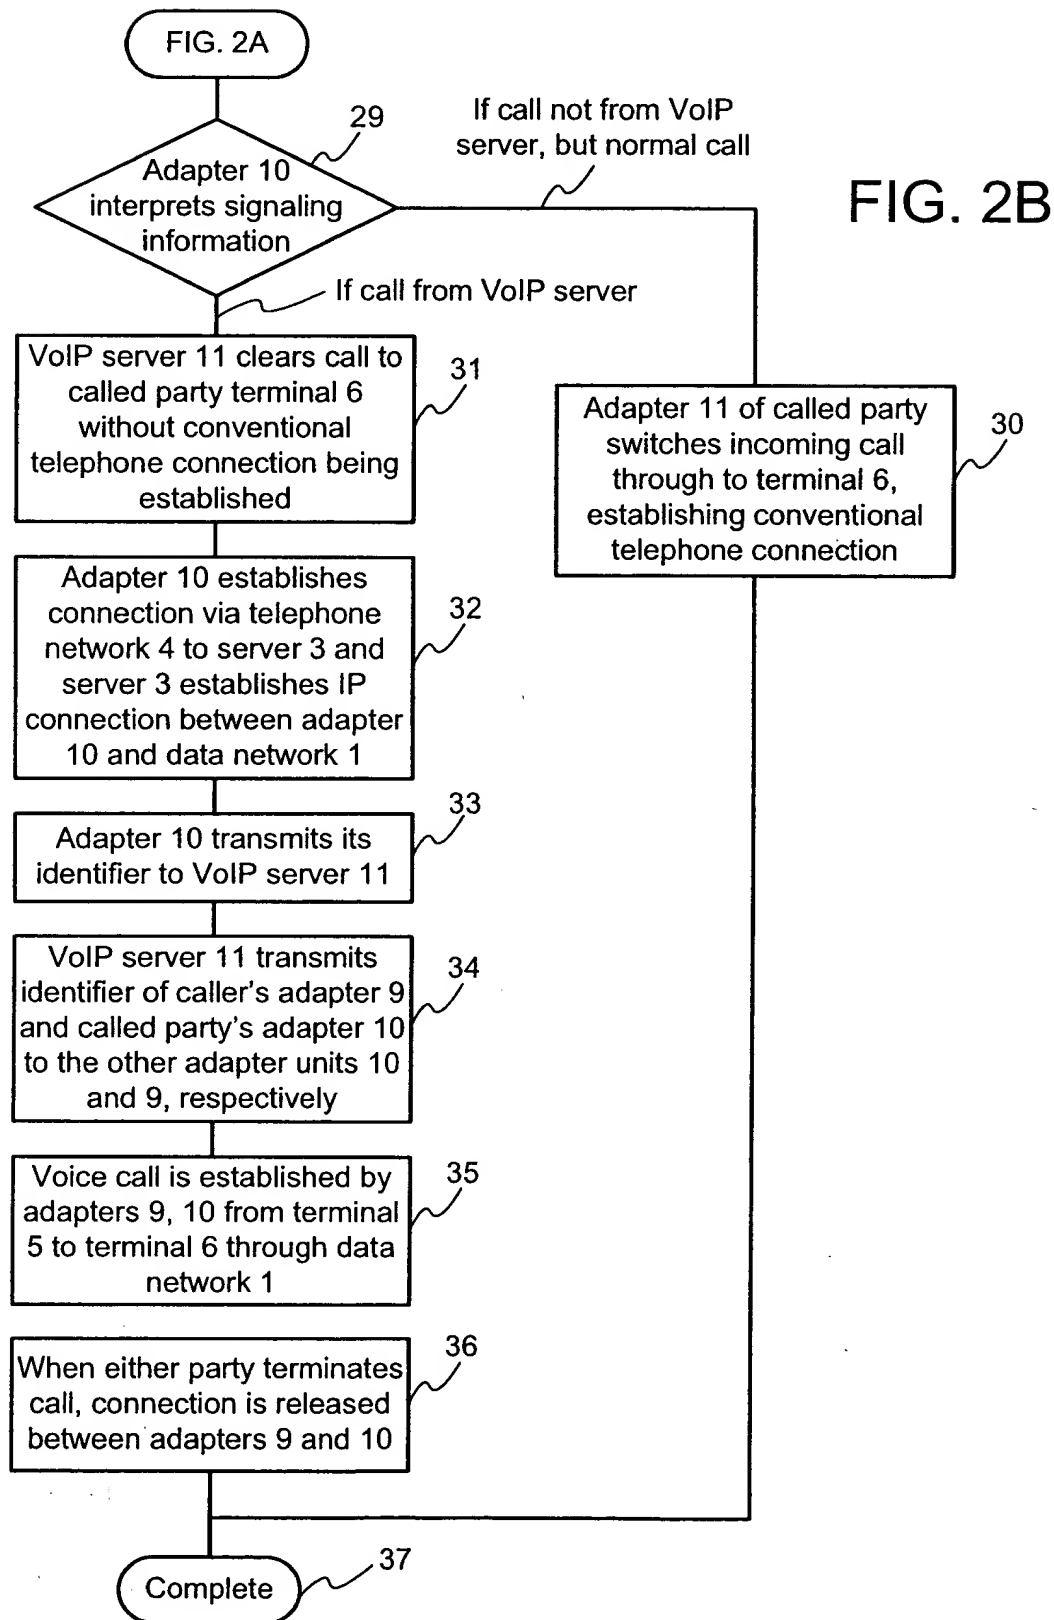 FIG. 2A
29
If call not from VoIP
server, but normal call
FIG. 2B
Adapter 10
interprets signaling
information
If call from VoIP server
VoIP server 11 clears call to
called party terminal 6
without conventional
telephone connection being
established
31
Adapter 11 of called party
switches incoming call
through to terminal 6,
establishing conventional
telephone connection
30
Adapter 10 establishes
connection via telephone
network 4 to server 3 and
server 3 establishes IP
connection between adapter
10 and data network 1
32
Adapter 10 transmits its
identifier to VoIP server 11
33
VoIP server 11 transmits
identifier of caller's adapter 9
and called party's adapter 10
to the other adapter units 10
and 9, respectively
34
Voice call is established by
adapters 9, 10 from terminal
5 to terminal 6 through data
network 1
35
When either party terminates
call, connection is released
between adapters 9 and 10
36
Complete
37